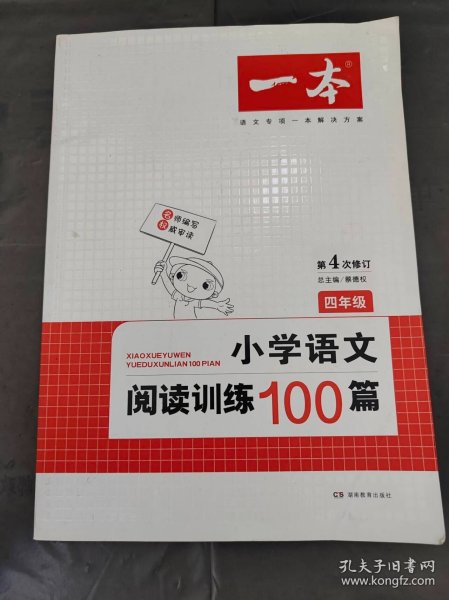 一本®
语文专项一本解决方案
名师编写
权威审读
第4次修订
总主编/蔡德权
四年级
XIAOXUEYUWEN
YUEDUXUNLIAN100PIAN
小学语文
阅读训练100篇
湖南教育出版社
孔夫子旧书网
www.kongfz.com